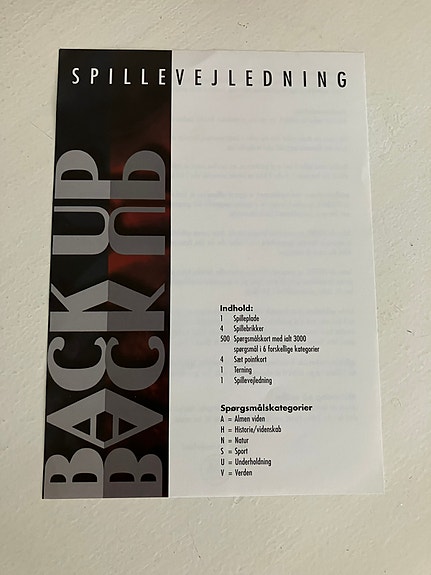 SPILLEVEJLEDNING
BACK UP
Indhold:
1 Spilleplade
4 Spillebrikker
500 Spørgsmålskort med ialt 3000
spørgsmål i 6 forskellige kategorier
4 Sæt pointkort
1 Terning
1 Spillevejledning
Spørgsmålskategorier
A = Almen viden
H = Historie/videnskab
N = Natur
S = Sport
U = Underholdning
V = Verden